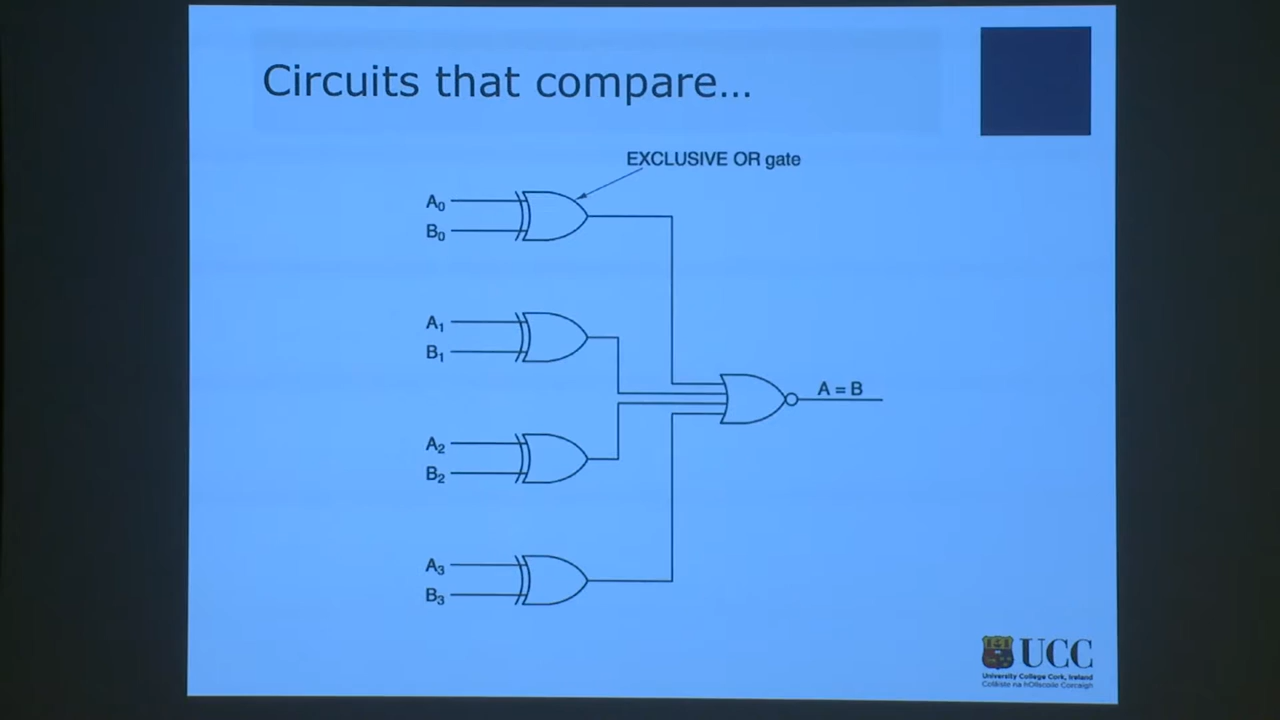 Circuits that compare...
EXCLUSIVE OR gate
A0
B0
A1
B1
A = B
A2
B2
A3
B3
UCC
University College Cork, Ireland
Coláiste na hOllscoile Corcaigh